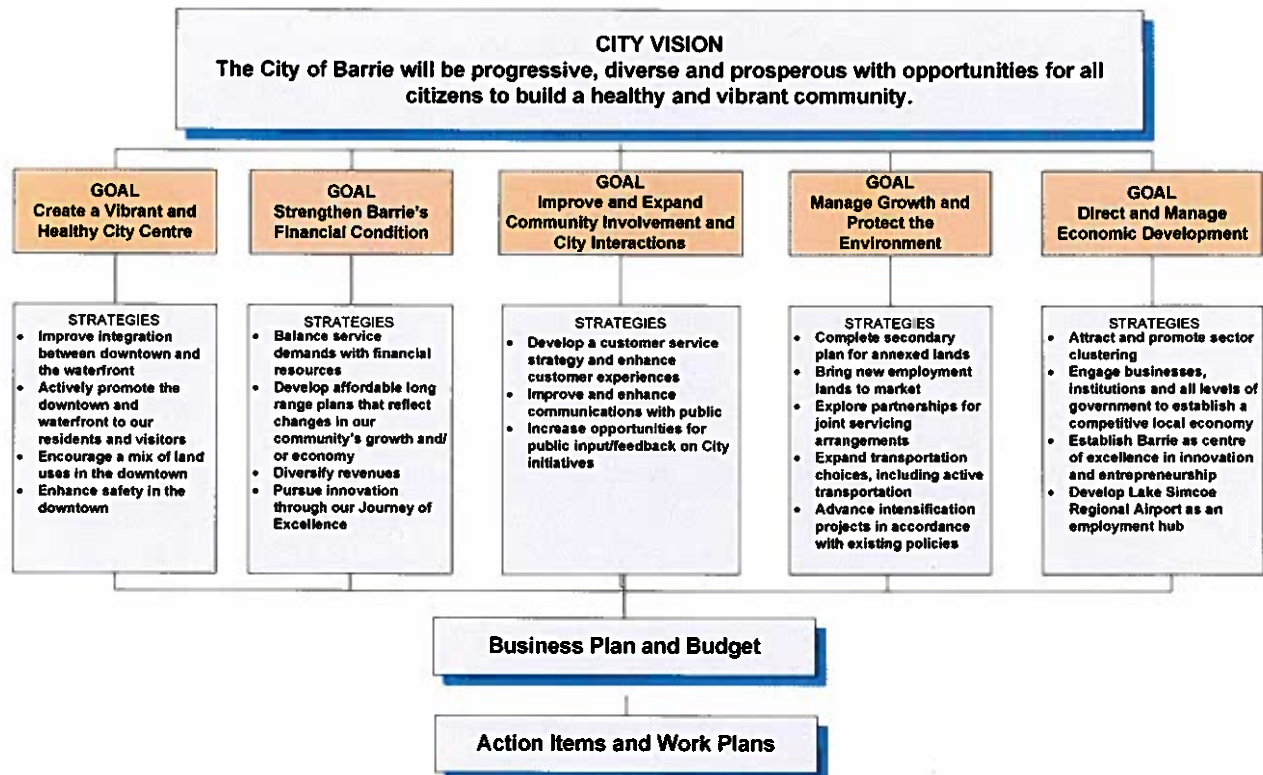 CITY VISION
The City of Barrie will be progressive, diverse and prosperous with opportunities for all
citizens to build a healthy and vibrant community.
GOAL
Create a Vibrant and
Healthy City Centre
GOAL
Strengthen Barrie's
Financial Condition
GOAL
Improve and Expand
Community Involvement and
City Interactions
GOAL
Manage Growth and
Protect the
Environment
GOAL
Direct and Manage
Economic Development
STRATEGIES
• Improve integration
between downtown and
the waterfront
• Actively promote the
downtown and
waterfront to our
residents and visitors
• Encourage a mix of land
uses in the downtown
• Enhance safety in the
downtown
STRATEGIES
• Balance service
demands with financial
resources
• Develop affordable long
range plans that reflect
changes in our
community's growth and/
or economy
• Diversify revenues
• Pursue innovation
through our Journey of
Excellence
STRATEGIES
• Develop a customer service
strategy and enhance
customer experiences
• Improve and enhance
communications with public
• Increase opportunities for
public input/feedback on City
initiatives
STRATEGIES
• Complete secondary
plan for annexed lands
• Bring new employment
lands to market
• Explore partnerships for
joint servicing
arrangements
• Expand transportation
choices, including active
transportation
• Advance intensification
projects in accordance
with existing policies
STRATEGIES
• Attract and promote sector
clustering
• Engage businesses,
institutions and all levels of
government to establish a
competitive local economy
• Establish Barrie as centre
of excellence in innovation
and entrepreneurship
• Develop Lake Simcoe
Regional Airport as an
employment hub
Business Plan and Budget
Action Items and Work Plans